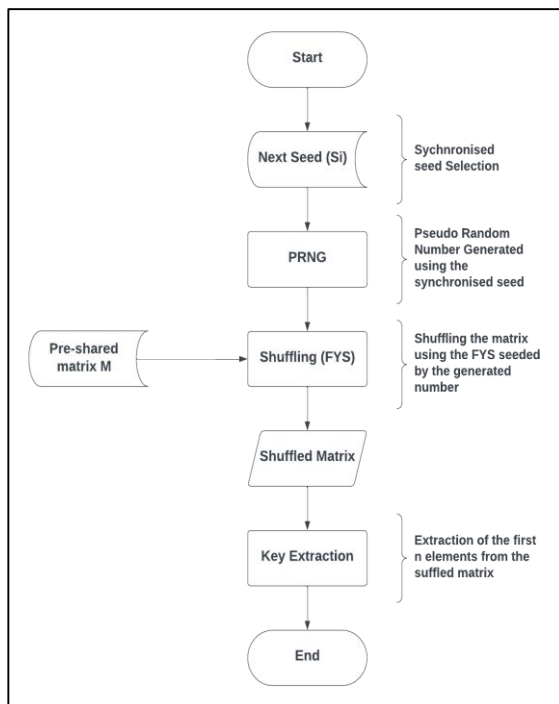 Start
Next Seed (Si)
Sychnronised
seed Selection
PRNG
Pseudo Random
Number Generated
using the
synchronised seed
Pre-shared
matrix M
Shuffling (FYS)
Shuffling the matrix
using the FYS seeded
by the generated
number
Shuffled Matrix
Key Extraction
Extraction of the first
n elements from the
suffled matrix
End